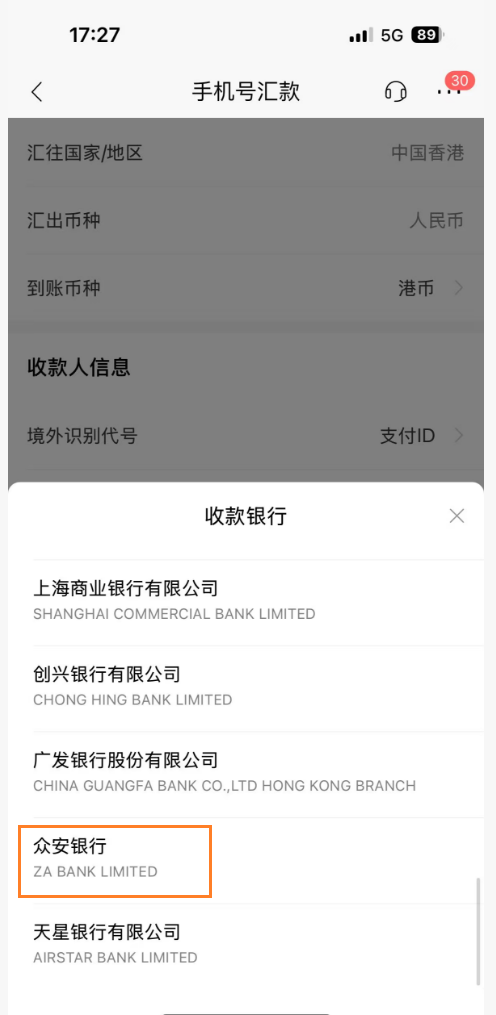 17:27
5G 89
手机号汇款
30
汇往国家/地区 中国香港
汇出币种 人民币
到账币种 港币
收款人信息
境外识别代号 支付ID
收款银行
上海商业银行有限公司
SHANGHAI COMMERCIAL BANK LIMITED
创兴银行有限公司
CHONG HING BANK LIMITED
广发银行股份有限公司
CHINA GUANGFA BANK CO.,LTD HONG KONG BRANCH
众安银行
ZA BANK LIMITED
天星银行有限公司
AIRSTAR BANK LIMITED